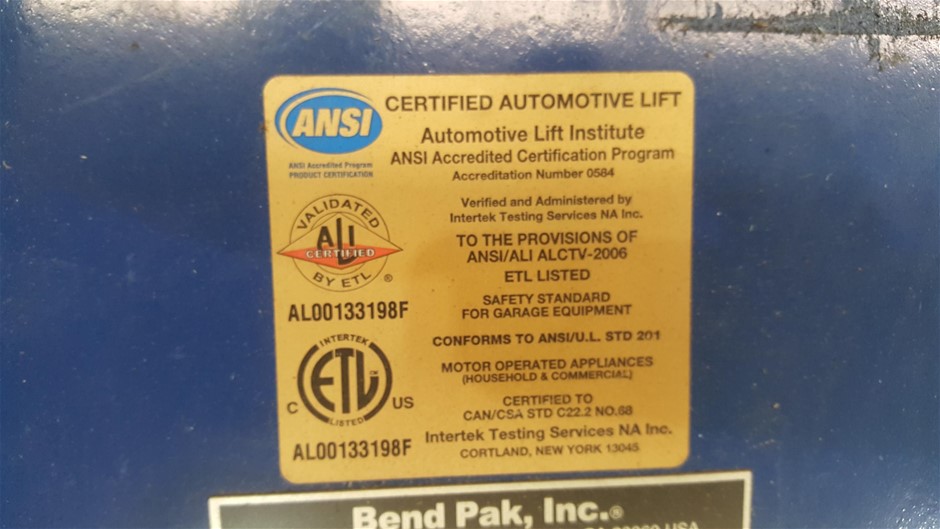 ANSI
ANSI Accredited Program
PRODUCT CERTIFICATION
CERTIFIED AUTOMOTIVE LIFT
Automotive Lift Institute
ANSI Accredited Certification Program
Accreditation Number 0584
VALIDATED
ALI
CERTIFIED
BY ETL ®
AL00133198F
Verified and Administered by
Intertek Testing Services NA Inc.
TO THE PROVISIONS OF
ANSI/ALI ALCTV-2006
ETL LISTED
SAFETY STANDARD
FOR GARAGE EQUIPMENT
CONFORMS TO ANSI/U.L. STD 201
INTERTEK
ETL CM
LISTED
C US
AL00133198F
MOTOR OPERATED APPLIANCES
(HOUSEHOLD & COMMERCIAL)
CERTIFIED TO
CAN/CSA STD C22.2 NO.68
Intertek Testing Services NA Inc.
CORTLAND, NEW YORK 13045
Bend Pak, Inc.®
USA